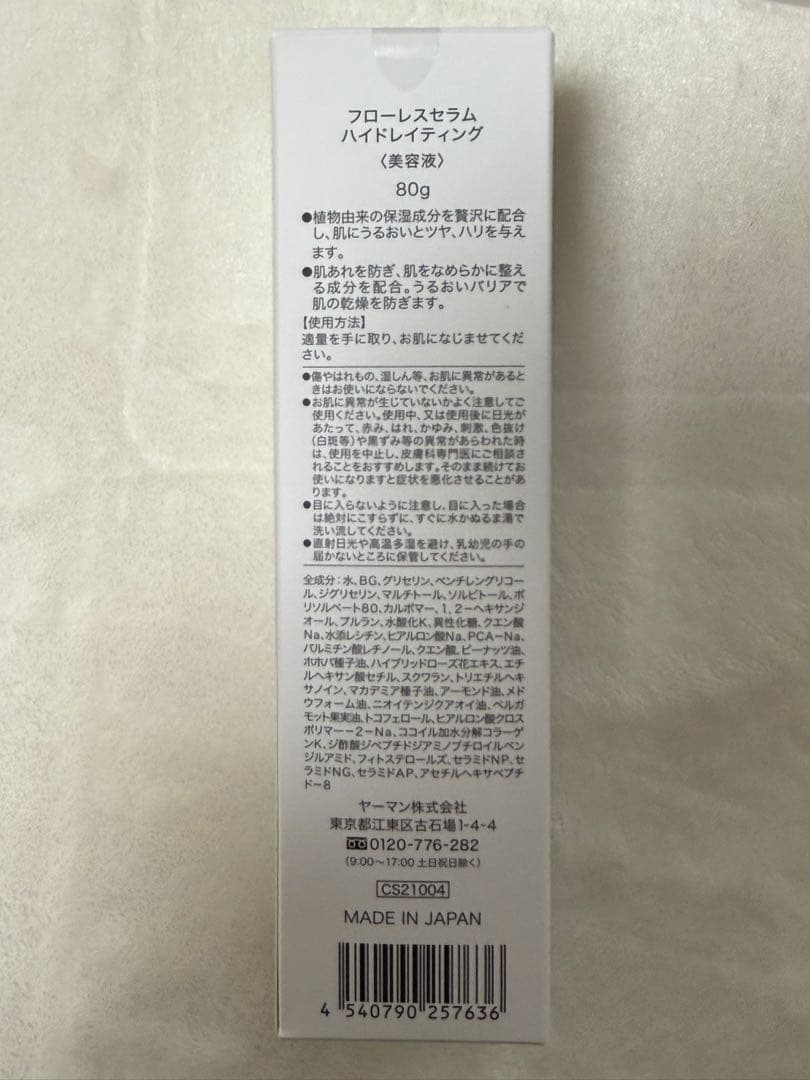 フローレスセラム
ハイドレイティング
〈美容液〉
80g
●植物由来の保湿成分を贅沢に配合
し、肌にうるおいとツヤ、ハリを与え
ます。
●肌あれを防ぎ、肌をなめらかに整え
る成分を配合。うるおいバリアで
肌の乾燥を防ぎます。
【使用方法】
適量を手に取り、お肌になじませてくだ
さい。
●傷やはれもの、湿しん等、お肌に異常があると
きはお使いにならないでください。
●お肌に異常が生じていないかよく注意してご
使用ください。使用中、又は使用後に日光が
あたって、赤み、はれ、かゆみ、刺激、色抜け
(白斑等)や黒ずみ等の異常があらわれた時
は、使用を中止し、皮膚科専門医にご相談さ
れることをおすすめします。そのまま続けてお
使いになりますと症状を悪化させることがあ
ります。
●目に入らないように注意し、目に入った場合
は絶対にこすらずに、すぐに水かぬるま湯で
洗い流してください。
●直射日光や高温多湿を避け、乳幼児の手の
届かないところに保管してください。
全成分:水、BG、グリセリン、ペンチレングリコー
ル、ジグリセリン、マルチトール、ソルビトール、ポ
リソルベート80、カルボマー、1,2-ヘキサンジ
オール、プルラン、水酸化K、異性化糖、クエン酸
Na、水添レシチン、ヒアルロン酸Na、PCA-Na、
パルミチン酸レチノール、クエン酸、ピーナッツ油、
ホホバ種子油、ハイブリッドローズ花エキス、エチ
ルヘキサン酸セチル、スクワラン、トリエチルヘキ
サノイン、マカデミア種子油、アーモンド油、メド
ウフォーム油、ニオイテンジクアオイ油、ベルガ
モット果実油、トコフェロール、ヒアルロン酸クロス
ポリマー-2-Na、ココイル加水分解コラーゲ
ンK、ジ酢酸ジペプチドジアミノブチロイルベン
ジルアミド、フィトステロールズ、セラミドNP、セ
ラミドNG、セラミドAP、アセチルヘキサペプチ
ド-8
ヤーマン株式会社
東京都江東区古石場1-4-4
0120-776-282
(9:00~17:00 土日祝日除く)
CS21004
MADE IN JAPAN
4 540790 257636